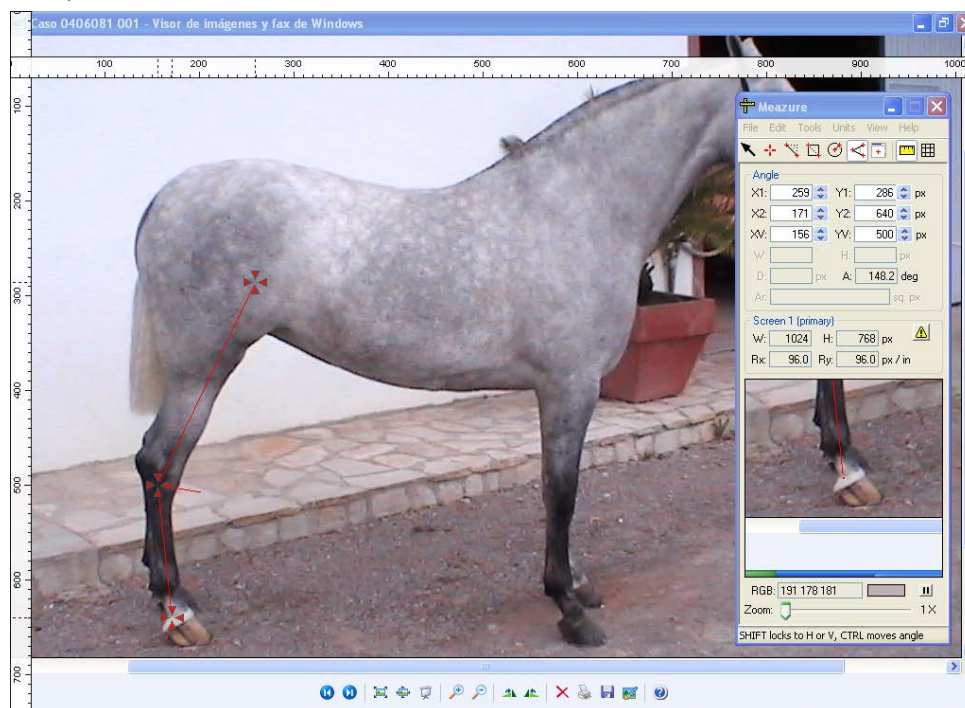 Caso 0406081 001 - Visor de imágenes y fax de Windows
100 200 300 400 500 600 700 800 900 1000
100
200
300
400
500
600
700
Meazure
File Edit Tools Units View Help
Angle
X1: 259 Y1: 286 px
X2: 171 Y2: 640 px
XV: 156 YV: 500 px
W: H: px
D: px A: 148.2 deg
Ar: sq. px
Screen 1 (primary)
W: 1024 H: 768 px
Rx: 96.0 Ry: 96.0 px / in
RGB: 191 178 181
Zoom: 1 X
SHIFT locks to H or V, CTRL moves angle